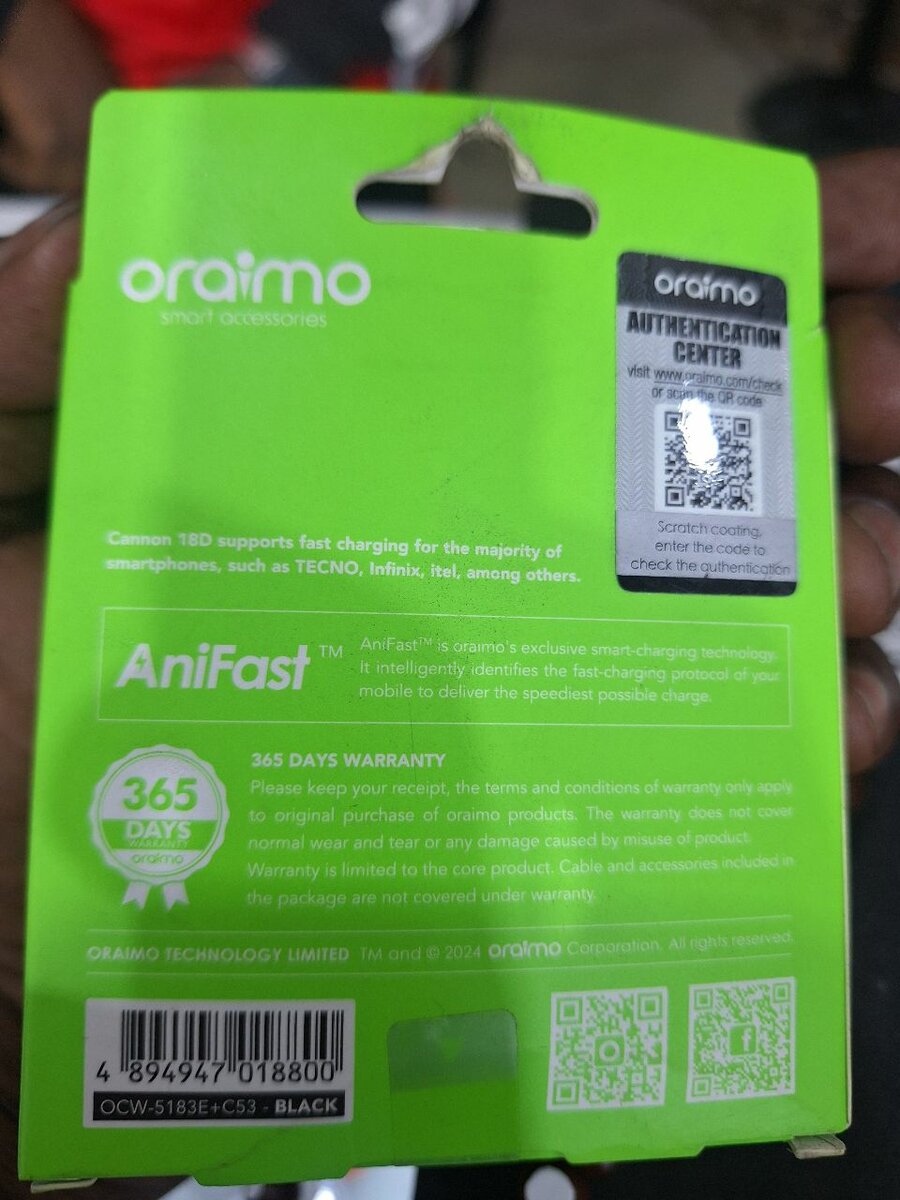 oraimo
smart accessories
oraimo
AUTHENTICATION
CENTER
visit www.oraimo.com/check
or scan the QR code
Scratch coating,
enter the code to
check the authentication
Cannon 18D supports fast charging for the majority of
smartphones, such as TECNO, Infinix, itel, among others.
AniFast™
AniFast™ is oraimo's exclusive smart-charging technology.
It intelligently identifies the fast-charging protocol of your
mobile to deliver the speediest possible charge.
365
DAYS
WARRANTY
oraimo
365 DAYS WARRANTY
Please keep your receipt, the terms and conditions of warranty only apply
to original purchase of oraimo products. The warranty does not cover
normal wear and tear or any damage caused by misuse of product.
Warranty is limited to the core product. Cable and accessories included in
the package are not covered under warranty.
ORAIMO TECHNOLOGY LIMITED TM and © 2024 oraimo Corporation. All rights reserved.
4 894947 018800
OCW-5183E+C53 - BLACK